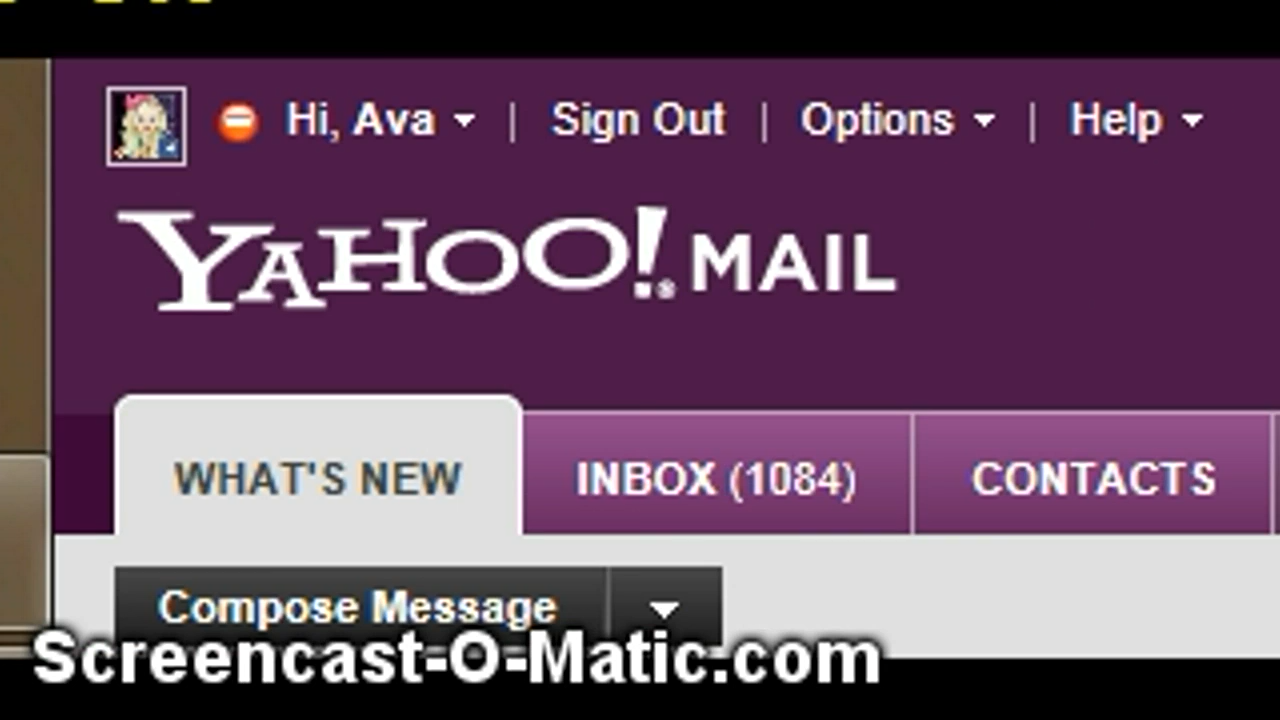 Hi, Ava | Sign Out | Options | Help
YAHOO!® MAIL
WHAT'S NEW INBOX (1084) CONTACTS
Compose Message
Screencast-O-Matic.com